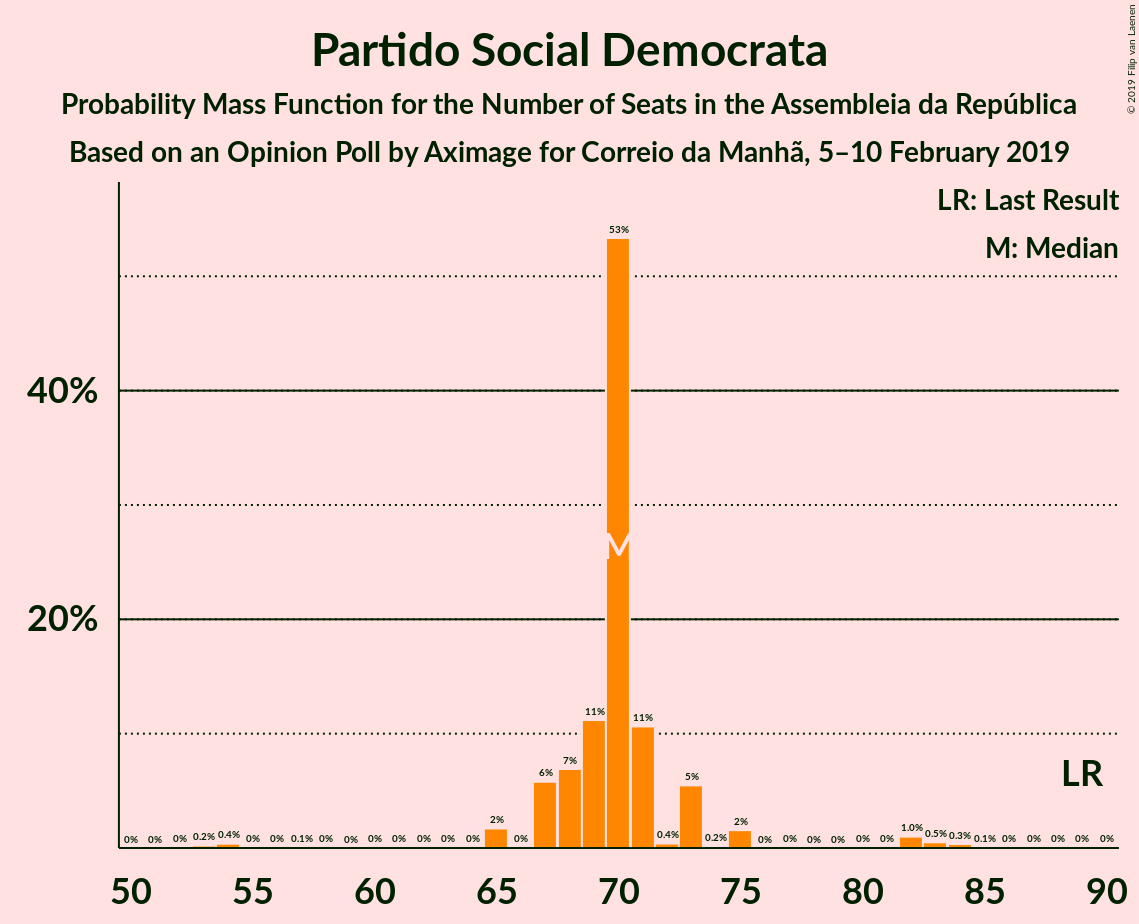 Partido Social Democrata
Probability Mass Function for the Number of Seats in the Assembleia da República
Based on an Opinion Poll by Aximage for Correio da Manhã, 5–10 February 2019
© 2019 Filip van Laenen
LR: Last Result
M: Median
53%
40%
M
20%
11%
11%
LR
7%
6%
5%
2%
2%
0% 0% 0% 0.2% 0.4% 0% 0% 0.1% 0% 0% 0% 0% 0% 0% 0% 0% 0.4% 0.2% 0% 0% 0% 0% 0% 0% 1.0% 0.5% 0.3% 0.1% 0% 0% 0% 0% 0%
50 55 60 65 70 75 80 85 90